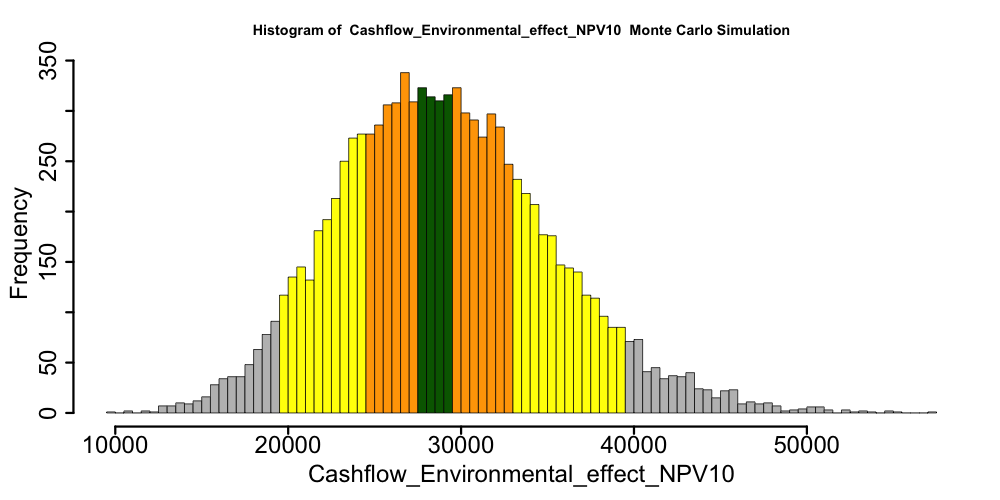 Histogram of Cashflow_Environmental_effect_NPV10 Monte Carlo Simulation
350
250
150
50
0
Frequency
10000 20000 30000 40000 50000
Cashflow_Environmental_effect_NPV10